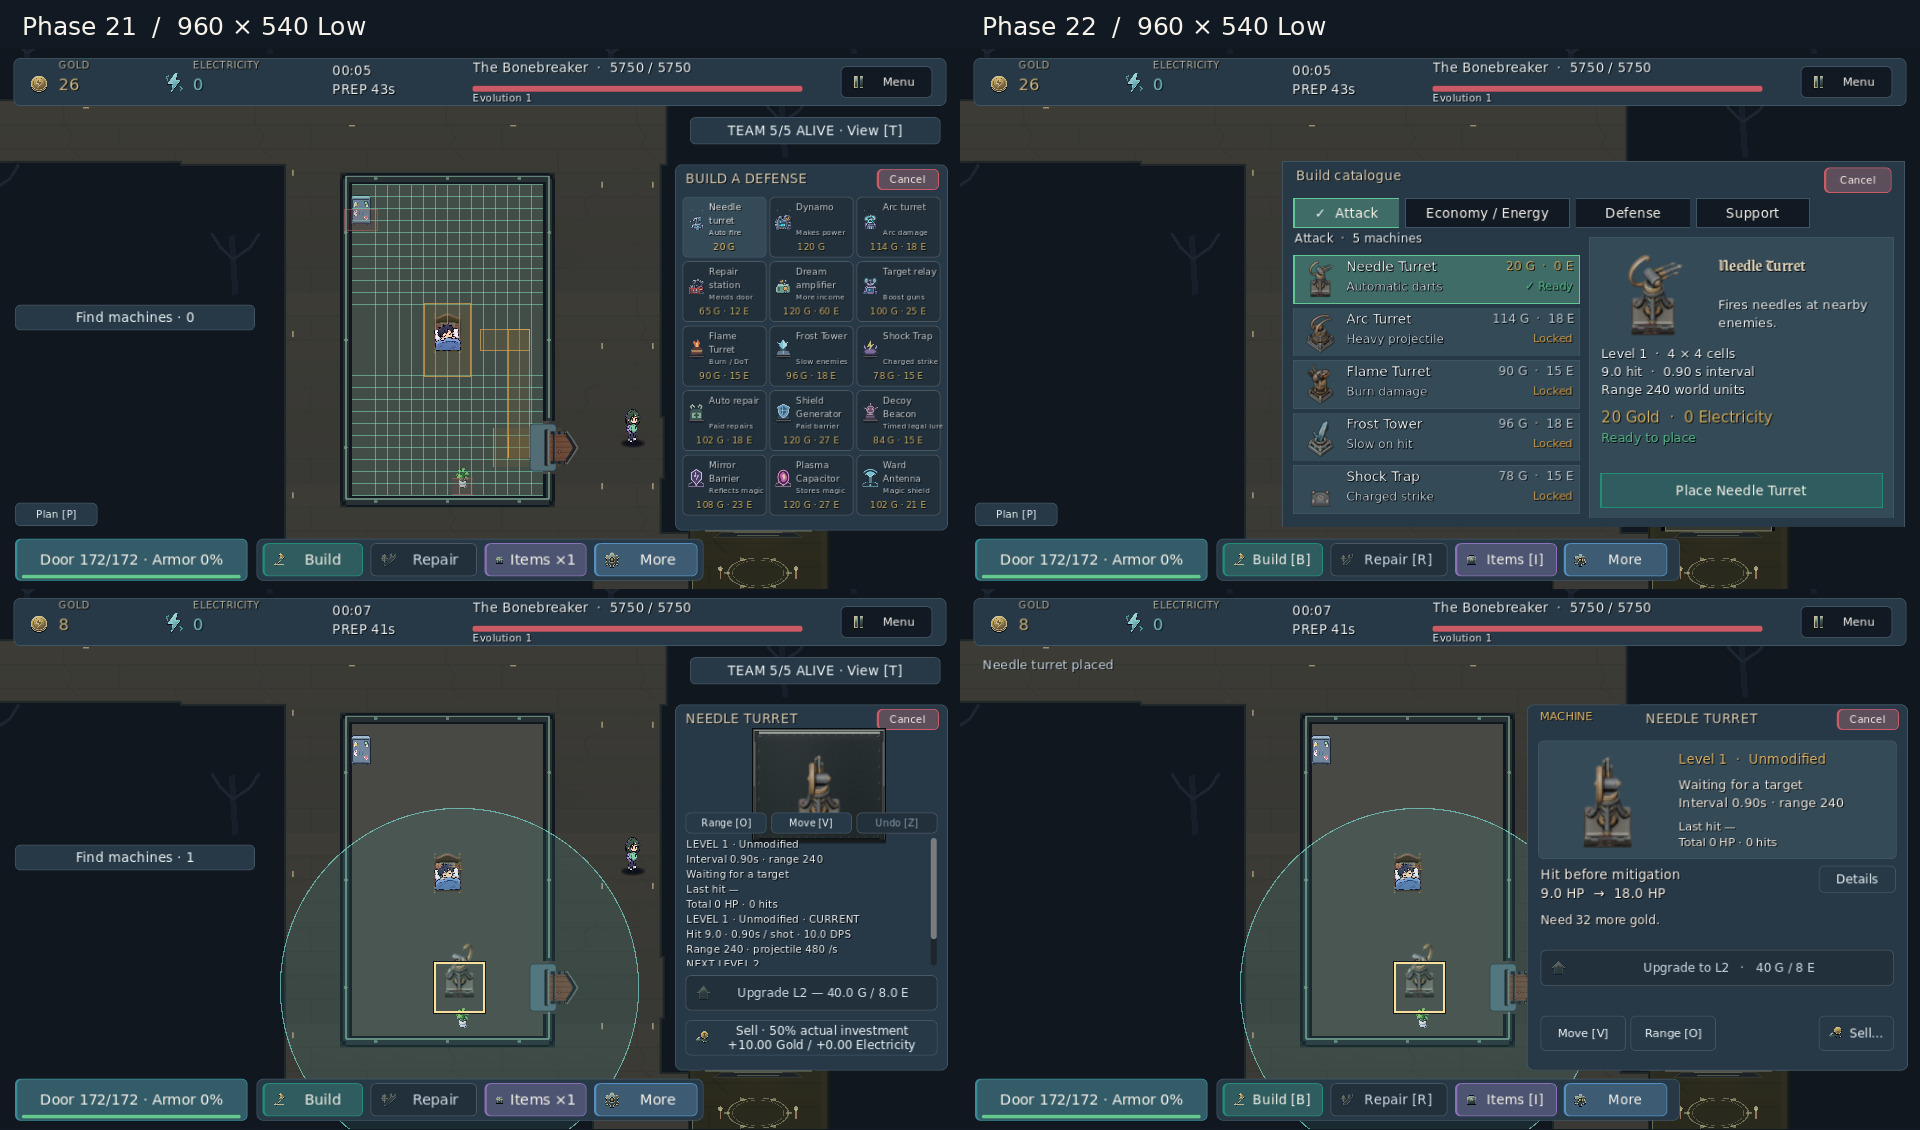 Phase 21 / 960 × 540 Low
GOLD
26
ELECTRICITY
0
00:05
PREP 43s
The Bonebreaker · 5750 / 5750
Evolution 1
Menu
TEAM 5/5 ALIVE · View [T]
Find machines · 0
Plan [P]
BUILD A DEFENSE
Cancel
Needle turret
Auto fire
20 G
Dynamo
Makes power
120 G
Arc turret
Arc damage
114 G · 18 E
Repair station
Mends door
65 G · 12 E
Dream amplifier
More income
120 G · 60 E
Target relay
Boost guns
100 G · 25 E
Flame Turret
Burn / DoT
90 G · 15 E
Frost Tower
Slow enemies
96 G · 18 E
Shock Trap
Charged strike
78 G · 15 E
Auto repair
Paid repairs
102 G · 18 E
Shield Generator
Paid barrier
120 G · 27 E
Decoy Beacon
Timed legal lure
84 G · 15 E
Mirror Barrier
Reflects magic
108 G · 23 E
Plasma Capacitor
Stores magic
120 G · 27 E
Ward Antenna
Magic shield
102 G · 21 E
Door 172/172 · Armor 0%
Build
Repair
Items ×1
More
Phase 22 / 960 × 540 Low
GOLD
26
ELECTRICITY
0
00:05
PREP 43s
The Bonebreaker · 5750 / 5750
Evolution 1
Menu
Plan [P]
Build catalogue
Cancel
✓ Attack
Economy / Energy
Defense
Support
Attack · 5 machines
Needle Turret
20 G · 0 E
Automatic darts
✓ Ready
Arc Turret
114 G · 18 E
Heavy projectile
Locked
Flame Turret
90 G · 15 E
Burn damage
Locked
Frost Tower
96 G · 18 E
Slow on hit
Locked
Shock Trap
78 G · 15 E
Charged strike
Locked
Needle Turret
Fires needles at nearby
enemies.
Level 1 · 4 × 4 cells
9.0 hit · 0.90 s interval
Range 240 world units
20 Gold · 0 Electricity
Ready to place
Place Needle Turret
Door 172/172 · Armor 0%
Build [B]
Repair [R]
Items [I]
More
GOLD
8
ELECTRICITY
0
00:07
PREP 41s
The Bonebreaker · 5750 / 5750
Evolution 1
Menu
TEAM 5/5 ALIVE · View [T]
Find machines · 1
NEEDLE TURRET
Cancel
Range [O]
Move [V]
Undo [Z]
LEVEL 1 · Unmodified
Interval 0.90s · range 240
Waiting for a target
Last hit —
Total 0 HP · 0 hits
LEVEL 1 · Unmodified · CURRENT
Hit 9.0 · 0.90s / shot · 10.0 DPS
Range 240 · projectile 480 /s
NEXT LEVEL 2
Upgrade L2 — 40.0 G / 8.0 E
Sell · 50% actual investment
+10.00 Gold / +0.00 Electricity
Door 172/172 · Armor 0%
Build
Repair
Items ×1
More
GOLD
8
ELECTRICITY
0
00:07
PREP 41s
The Bonebreaker · 5750 / 5750
Evolution 1
Menu
Needle turret placed
MACHINE
NEEDLE TURRET
Cancel
Level 1 · Unmodified
Waiting for a target
Interval 0.90s · range 240
Last hit —
Total 0 HP · 0 hits
Hit before mitigation
9.0 HP → 18.0 HP
Details
Need 32 more gold.
Upgrade to L2 · 40 G / 8 E
Move [V]
Range [O]
Sell...
Door 172/172 · Armor 0%
Build [B]
Repair [R]
Items [I]
More